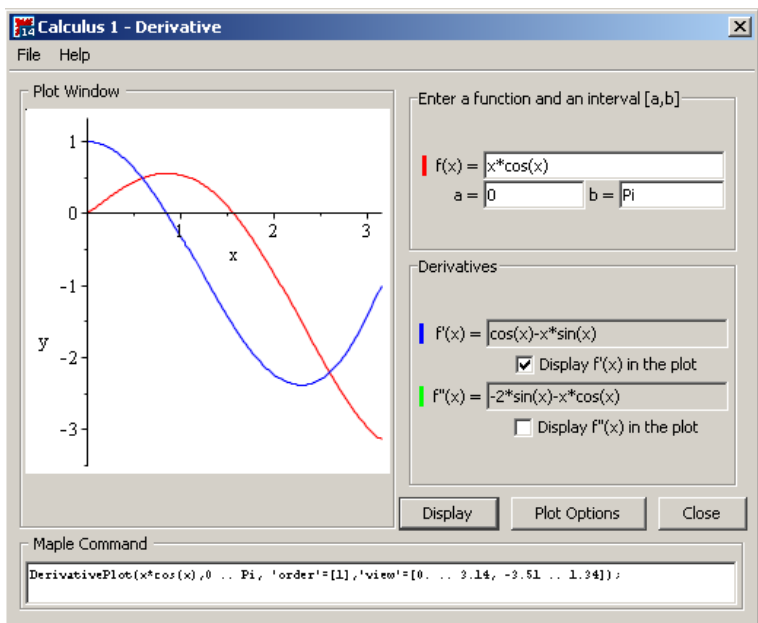 14 Calculus 1 - Derivative
File Help
Plot Window
1
0
1 2 3
x
-1
y
-2
-3
Enter a function and an interval [a,b]
f(x) = x*cos(x)
a = 0 b = Pi
Derivatives
f'(x) = cos(x)-x*sin(x)
Display f'(x) in the plot
f''(x) = -2*sin(x)-x*cos(x)
Display f''(x) in the plot
Display Plot Options Close
Maple Command
DerivativePlot(x*cos(x),0 .. Pi, 'order'=[1],'view'=[0. .. 3.14, -3.51 .. 1.34]);